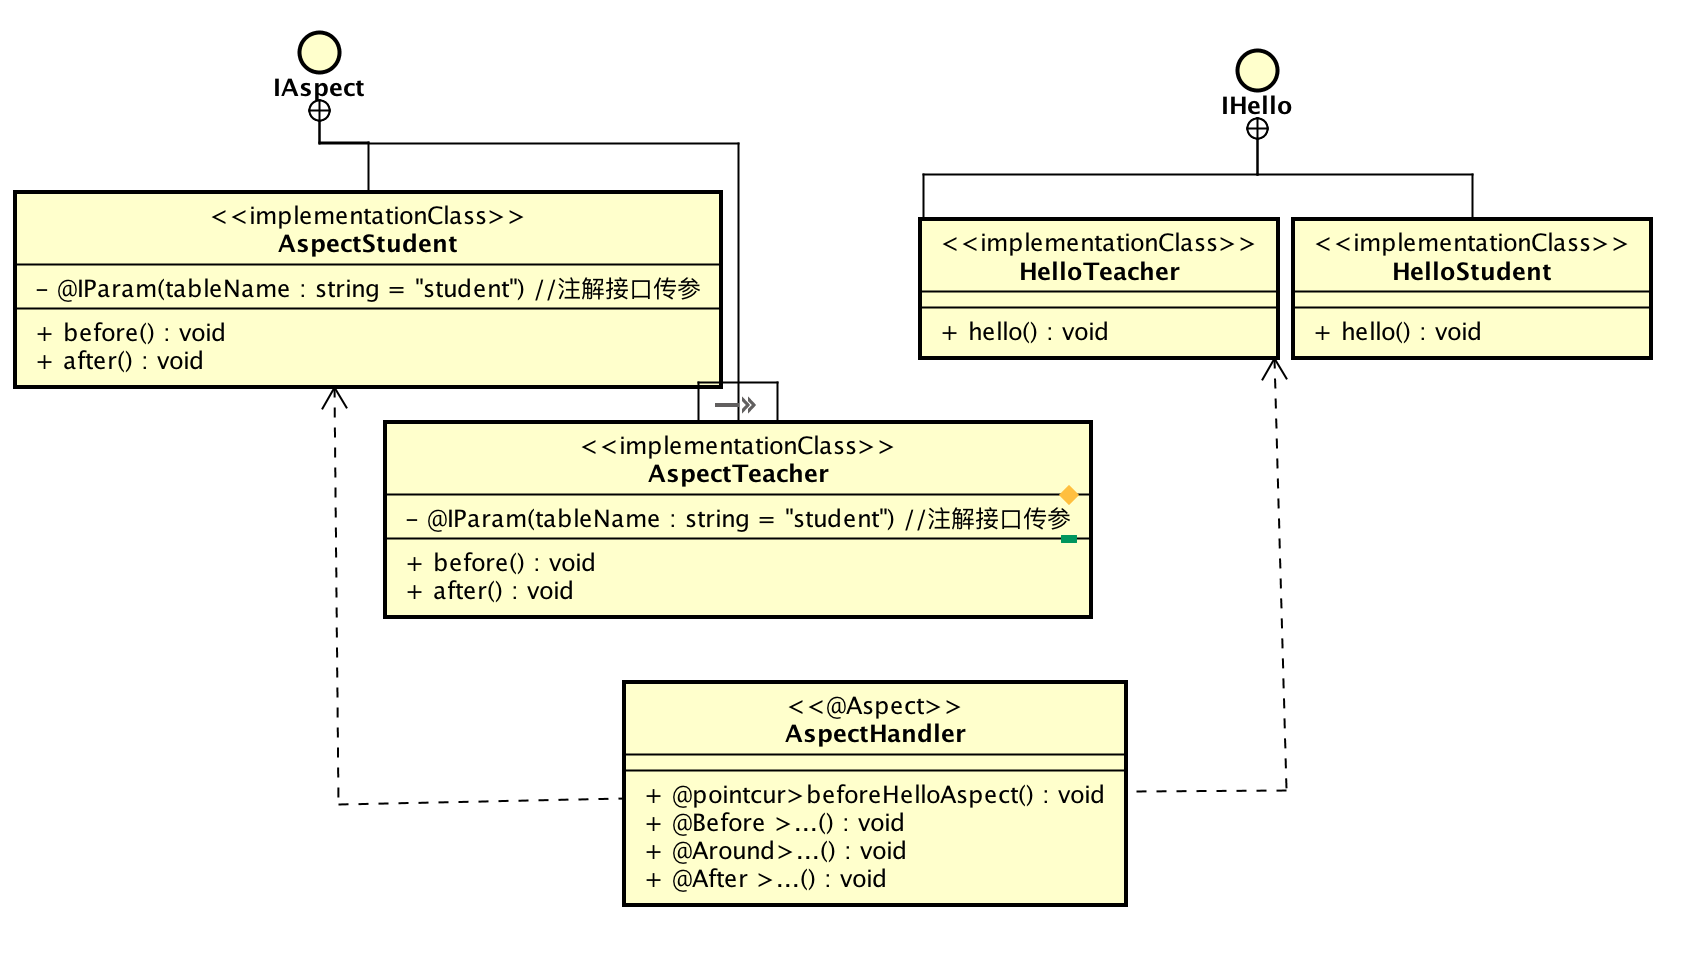 IAspect
IHello
<<implementationClass>>
AspectStudent
– @IParam(tableName : string = "student") //注解接口传参
+ before() : void
+ after() : void
<<implementationClass>>
HelloTeacher
+ hello() : void
<<implementationClass>>
HelloStudent
+ hello() : void
<<implementationClass>>
AspectTeacher
– @IParam(tableName : string = "student") //注解接口传参
+ before() : void
+ after() : void
<<@Aspect>>
AspectHandler
+ @pointcur>beforeHelloAspect() : void
+ @Before >...() : void
+ @Around>...() : void
+ @After >...() : void